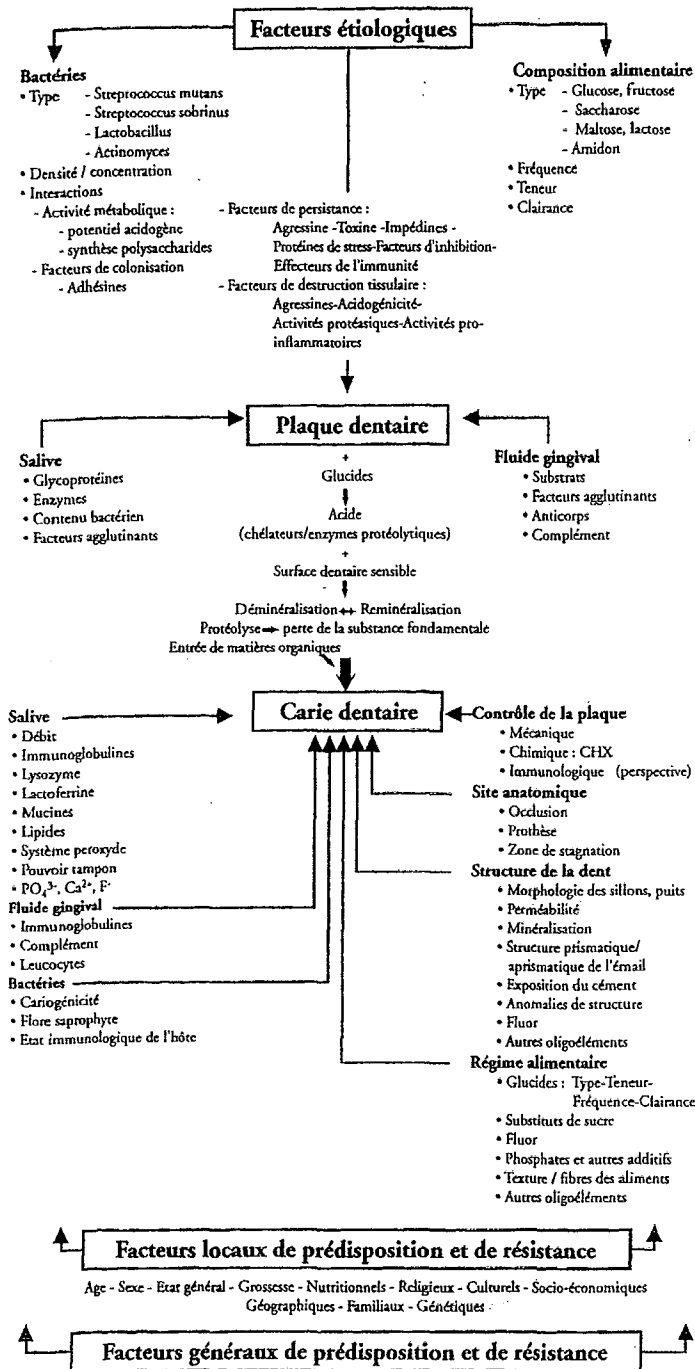 Facteurs étiologiques
Bactéries
• Type - Streptococcus mutans
- Streptococcus sobrinus
- Lactobacillus
- Actinomyces
• Densité / concentration
• Interactions
- Activité métabolique :
- potentiel acidogène
- synthèse polysaccharides
- Facteurs de colonisation
- Adhésines
- Facteurs de persistance :
Agressine -Toxine -Impédines -
Protéines de stress-Facteurs d'inhibition-
Effecteurs de l'immunité
- Facteurs de destruction tissulaire :
Agressines-Acidogénicité-
Activités protéasiques-Activités pro-
inflammatoires
Composition alimentaire
• Type - Glucose, fructose
- Saccharose
- Maltose, lactose
- Amidon
• Fréquence
• Teneur
• Clairance
Plaque dentaire
Salive
• Glycoprotéines
• Enzymes
• Contenu bactérien
• Facteurs agglutinants
+
Glucides
Acide
(chélateurs/enzymes protéolytiques)
+
Surface dentaire sensible
Déminéralisation ↔ Reminéralisation
Protéolyse → perte de la substance fondamentale
Entrée de matières organiques
Fluide gingival
• Substrats
• Facteurs agglutinants
• Anticorps
• Complément
Carie dentaire
Salive
• Débit
• Immunoglobulines
• Lysozyme
• Lactoferrine
• Mucines
• Lipides
• Système peroxyde
• Pouvoir tampon
• PO₄³⁻, Ca²⁺, F⁻
Fluide gingival
• Immunoglobulines
• Complément
• Leucocytes
Bactéries
• Cariogénicité
• Flore saprophyte
• Etat immunologique de l'hôte
Contrôle de la plaque
• Mécanique
• Chimique : CHX
• Immunologique (perspective)
Site anatomique
• Occlusion
• Prothèse
• Zone de stagnation
Structure de la dent
• Morphologie des sillons, puits
• Perméabilité
• Minéralisation
• Structure prismatique/
aprismatique de l'émail
• Exposition du cément
• Anomalies de structure
• Fluor
• Autres oligoéléments
Régime alimentaire
• Glucides : Type-Teneur-
Fréquence-Clairance
• Substituts de sucre
• Fluor
• Phosphates et autres additifs
• Texture / fibres des aliments
• Autres oligoéléments
Facteurs locaux de prédisposition et de résistance
Age - Sexe - Etat général - Grossesse - Nutritionnels - Religieux - Culturels - Socio-économiques
Géographiques - Familiaux - Génétiques
Facteurs généraux de prédisposition et de résistance